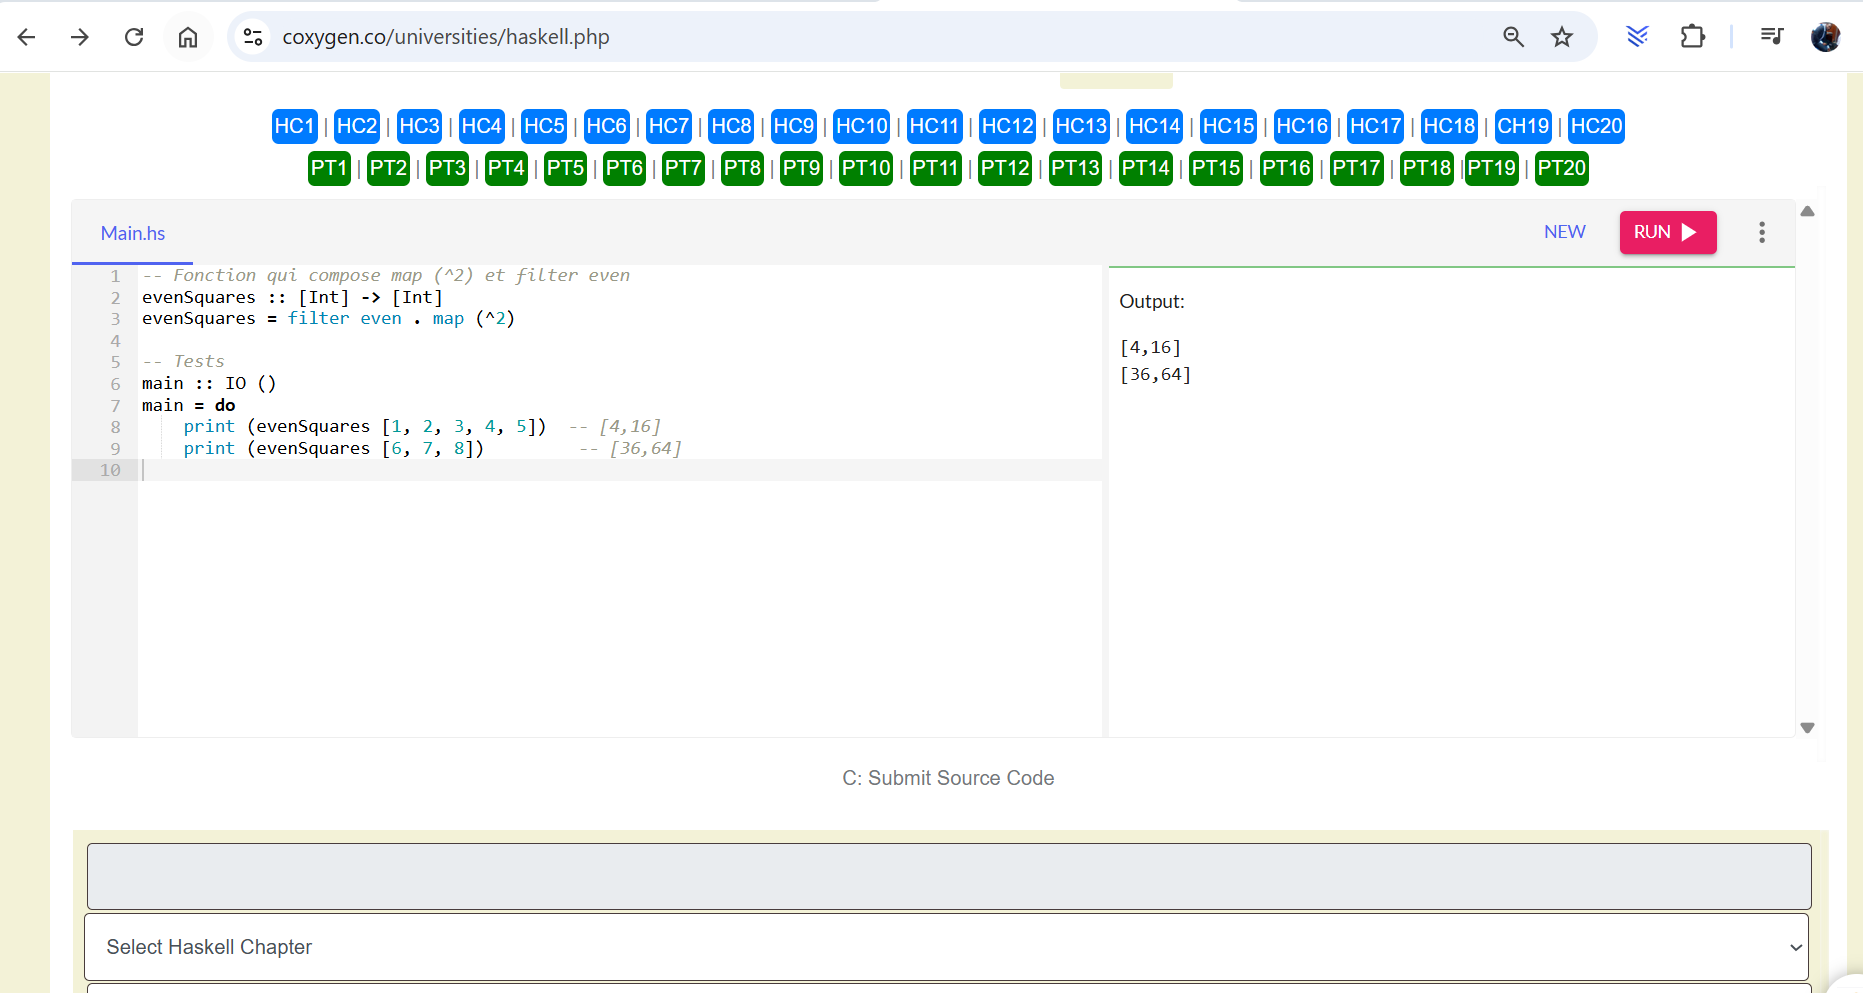 coxygen.co/universities/haskell.php
HC1 | HC2 | HC3 | HC4 | HC5 | HC6 | HC7 | HC8 | HC9 | HC10 | HC11 | HC12 | HC13 | HC14 | HC15 | HC16 | HC17 | HC18 | CH19 | HC20
PT1 | PT2 | PT3 | PT4 | PT5 | PT6 | PT7 | PT8 | PT9 | PT10 | PT11 | PT12 | PT13 | PT14 | PT15 | PT16 | PT17 | PT18 | PT19 | PT20
Main.hs
NEW
RUN
1 -- Fonction qui compose map (^2) et filter even
2 evenSquares :: [Int] -> [Int]
3 evenSquares = filter even . map (^2)
4
5 -- Tests
6 main :: IO ()
7 main = do
8     print (evenSquares [1, 2, 3, 4, 5])  -- [4,16]
9     print (evenSquares [6, 7, 8])         -- [36,64]
10
Output:
[4,16]
[36,64]
C: Submit Source Code
Select Haskell Chapter